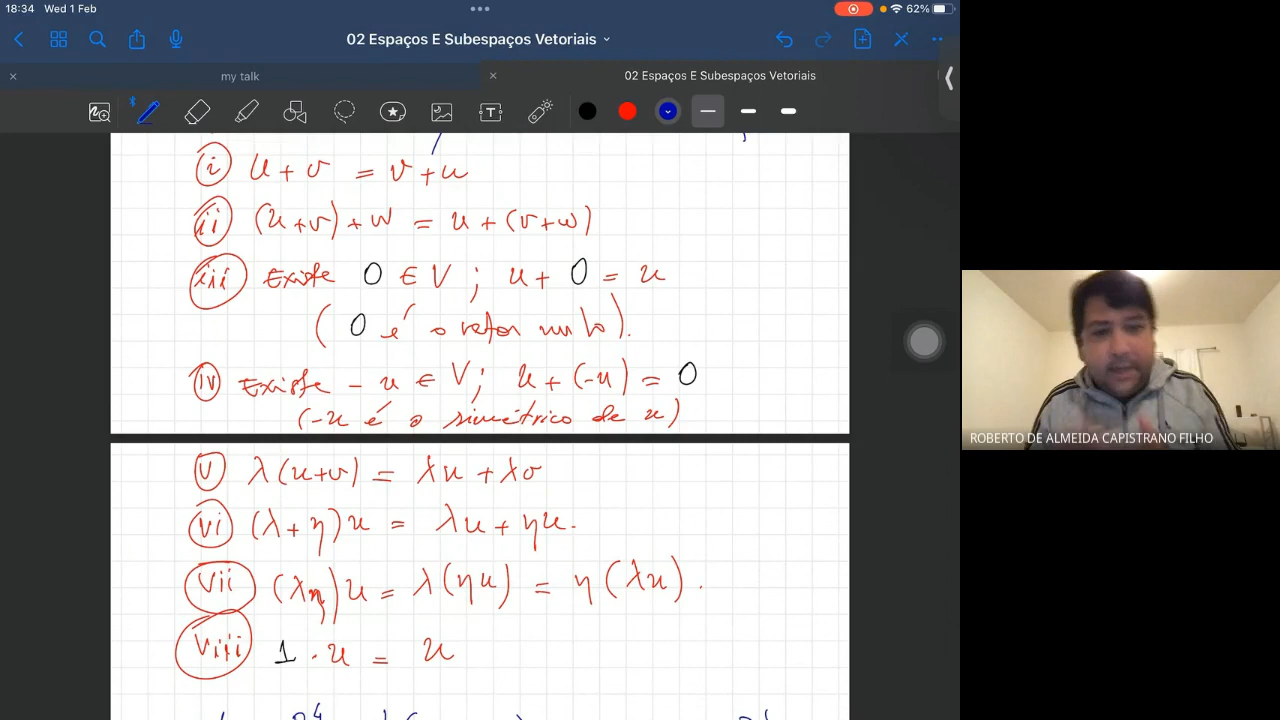 18:34 Wed 1 Feb
62%
02 Espaços E Subespaços Vetoriais
my talk
02 Espaços E Subespaços Vetoriais
T
(i) u + v = v + u
(ii) (u+v) + w = u + (v+w)
(iii) Existe 0 ∈ V ; u + 0 = u
( 0 é o vetor nulo ).
(iv) Existe - u ∈ V ; u + (-u) = 0
(-u é o simétrico de u)
(v) λ(u+v) = λu + λv
(vi) (λ + η)u = λu + ηu.
(vii) (λη)u = λ(ηu) = η(λu).
(viii) 1 · u = u
ROBERTO DE ALMEIDA CAPISTRANO FILHO